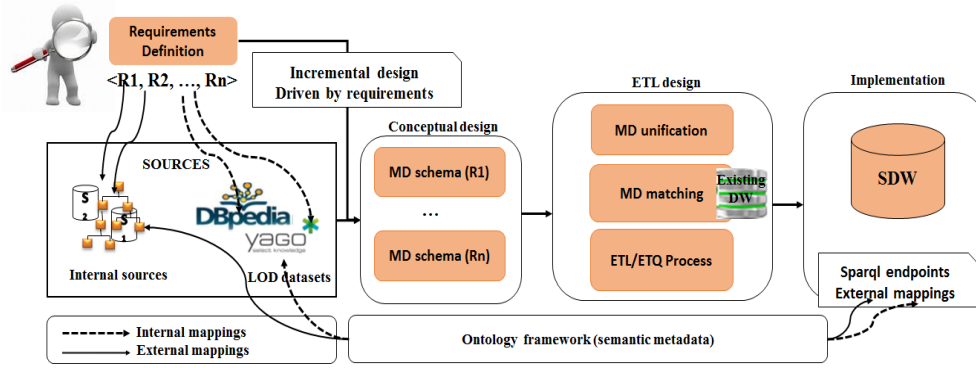 Requirements
Definition
<R1, R2, …, Rn>
Incremental design
Driven by requirements
SOURCES
S
2
S
1
DBpedia
yago
select knowledge
Internal sources
LOD datasets
Conceptual design
MD schema (R1)
…
MD schema (Rn)
ETL design
MD unification
MD matching
Existing
DW
ETL/ETQ Process
Implementation
SDW
Sparql endpoints
External mappings
Internal mappings
External mappings
Ontology framework (semantic metadata)